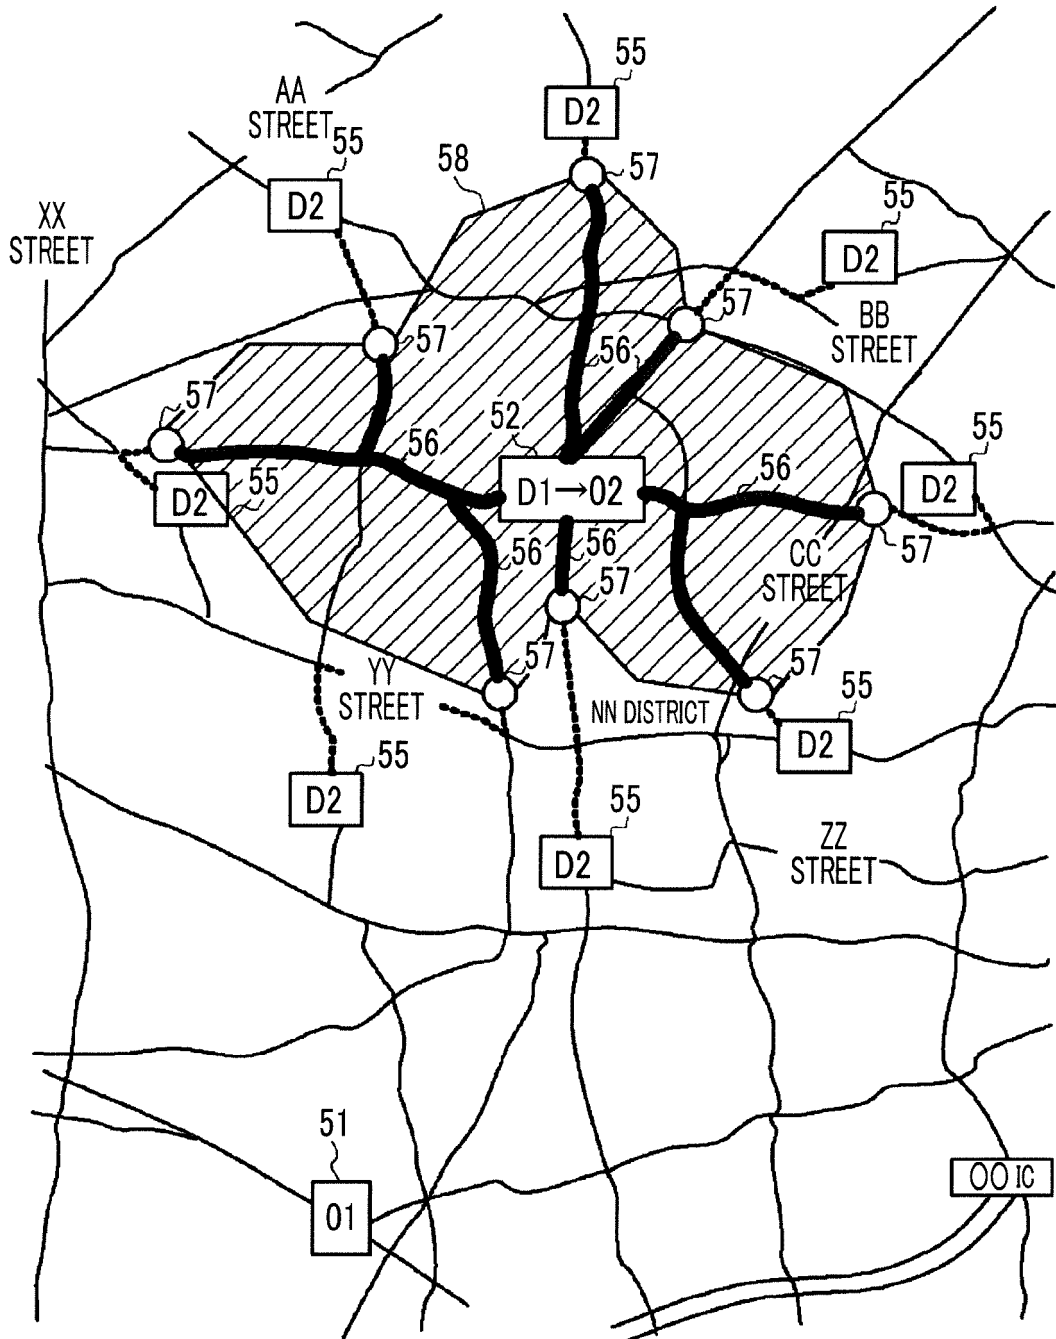 55
AA
STREET
D2
55
58
57
D2
XX
STREET
55
D2
57
57
BB
STREET
56
57
52
55
56
D1→02
56
D2
D2
55
56
56
CC
STREET
57
57
57
57
YY
STREET
NN DISTRICT
55
D2
55
D2
55
ZZ
STREET
D2
51
01
OO IC